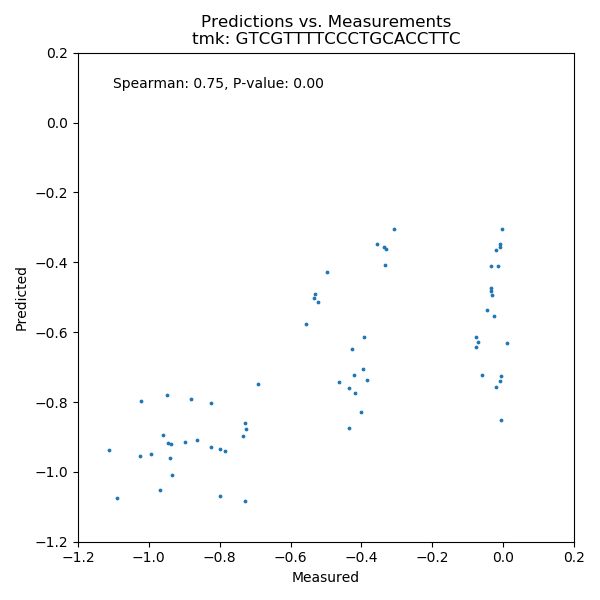 Predictions vs. Measurements
tmk: GTCGTTTTCCCTGCACCTTC
Spearman: 0.75, P-value: 0.00
0.2
0.0
−0.2
−0.4
−0.6
−0.8
−1.0
−1.2
Predicted
−1.2 −1.0 −0.8 −0.6 −0.4 −0.2 0.0 0.2
Measured